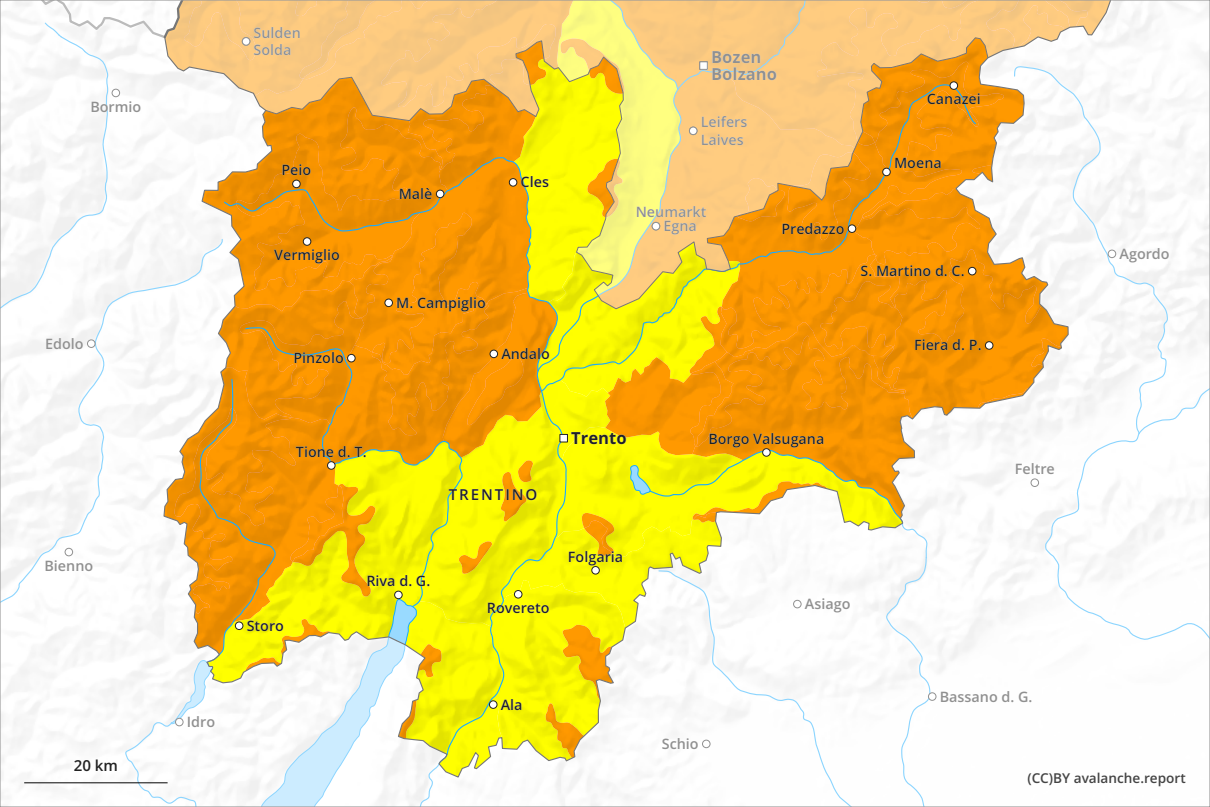 Sulden
Solda
Bozen
Bolzano
Bormio
Canazei
Leifers
Laives
Moena
Peio
Cles
Malè
Neumarkt
Egna
Predazzo
Vermiglio
Agordo
S. Martino d. C.
M. Campiglio
Edolo
Fiera d. P.
Andalo
Pinzolo
Trento
Borgo Valsugana
Tione d. T.
Feltre
TRENTINO
Bienno
Folgaria
Riva d. G.
Rovereto
Asiago
Storo
Bassano d. G.
Ala
Idro
Schio
20 km
(CC)BY avalanche.report